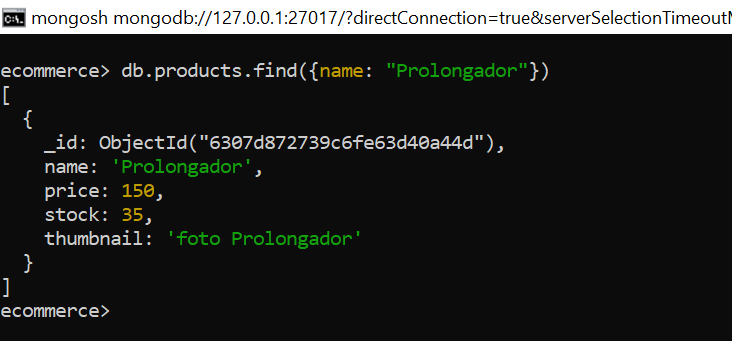 mongosh mongodb://127.0.0.1:27017/?directConnection=true&serverSelectionTimeoutM
ecommerce> db.products.find({name: "Prolongador"})
[
  {
    _id: ObjectId("6307d872739c6fe63d40a44d"),
    name: 'Prolongador',
    price: 150,
    stock: 35,
    thumbnail: 'foto Prolongador'
  }
]
ecommerce>